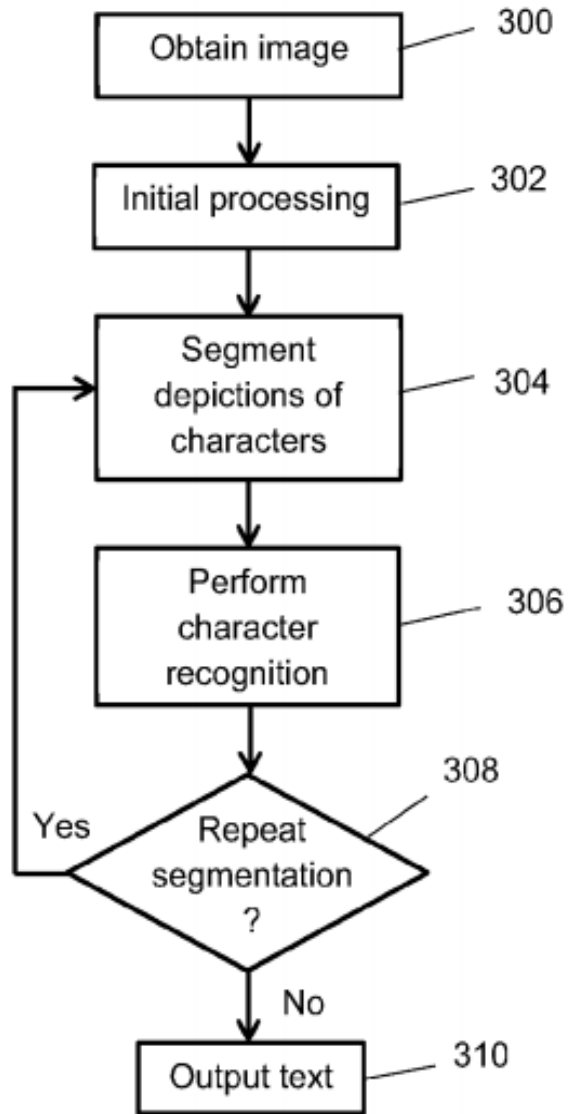 Obtain image
300
Initial processing
302
Segment
depictions of
characters
304
Perform
character
recognition
306
Repeat
segmentation
?
308
Yes
No
Output text
310